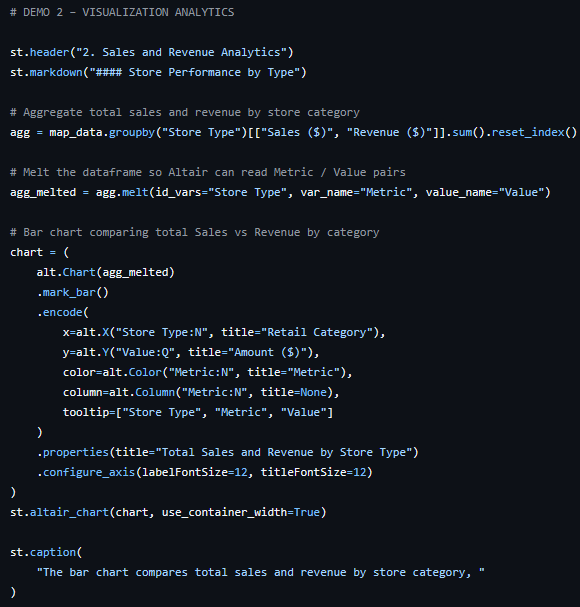 # DEMO 2 – VISUALIZATION ANALYTICS
st.header("2. Sales and Revenue Analytics")
st.markdown("#### Store Performance by Type")
# Aggregate total sales and revenue by store category
agg = map_data.groupby("Store Type")[["Sales ($)", "Revenue ($)"]].sum().reset_index()
# Melt the dataframe so Altair can read Metric / Value pairs
agg_melted = agg.melt(id_vars="Store Type", var_name="Metric", value_name="Value")
# Bar chart comparing total Sales vs Revenue by category
chart = (
    alt.Chart(agg_melted)
    .mark_bar()
    .encode(
        x=alt.X("Store Type:N", title="Retail Category"),
        y=alt.Y("Value:Q", title="Amount ($)"),
        color=alt.Color("Metric:N", title="Metric"),
        column=alt.Column("Metric:N", title=None),
        tooltip=["Store Type", "Metric", "Value"]
    )
    .properties(title="Total Sales and Revenue by Store Type")
    .configure_axis(labelFontSize=12, titleFontSize=12)
)
st.altair_chart(chart, use_container_width=True)
st.caption(
    "The bar chart compares total sales and revenue by store category, "
)